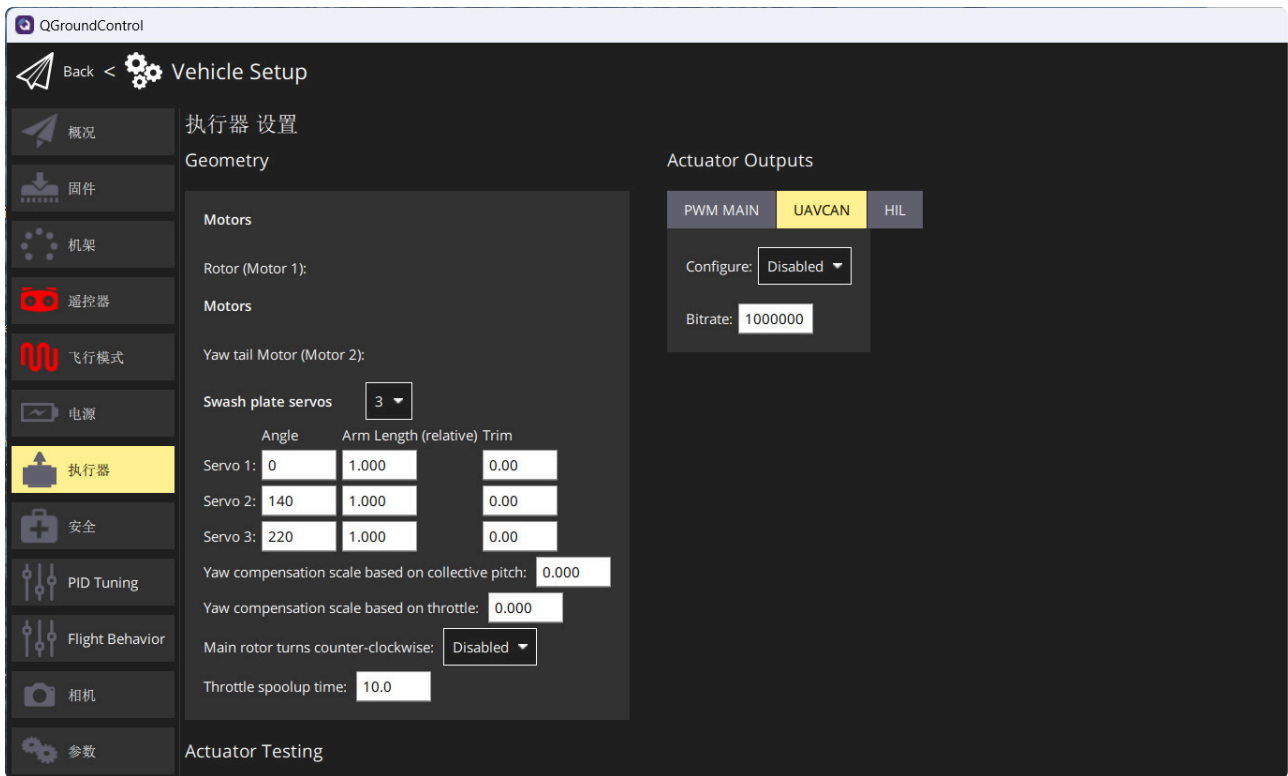 QGroundControl
Back < Vehicle Setup
概况
固件
机架
遥控器
飞行模式
电源
执行器
安全
PID Tuning
Flight Behavior
相机
参数
执行器 设置
Geometry
Motors
Rotor (Motor 1):
Motors
Yaw tail Motor (Motor 2):
Swash plate servos 3
Angle Arm Length (relative) Trim
Servo 1: 0 1.000 0.00
Servo 2: 140 1.000 0.00
Servo 3: 220 1.000 0.00
Yaw compensation scale based on collective pitch: 0.000
Yaw compensation scale based on throttle: 0.000
Main rotor turns counter-clockwise: Disabled
Throttle spoolup time: 10.0
Actuator Testing
Actuator Outputs
PWM MAIN UAVCAN HIL
Configure: Disabled
Bitrate: 1000000